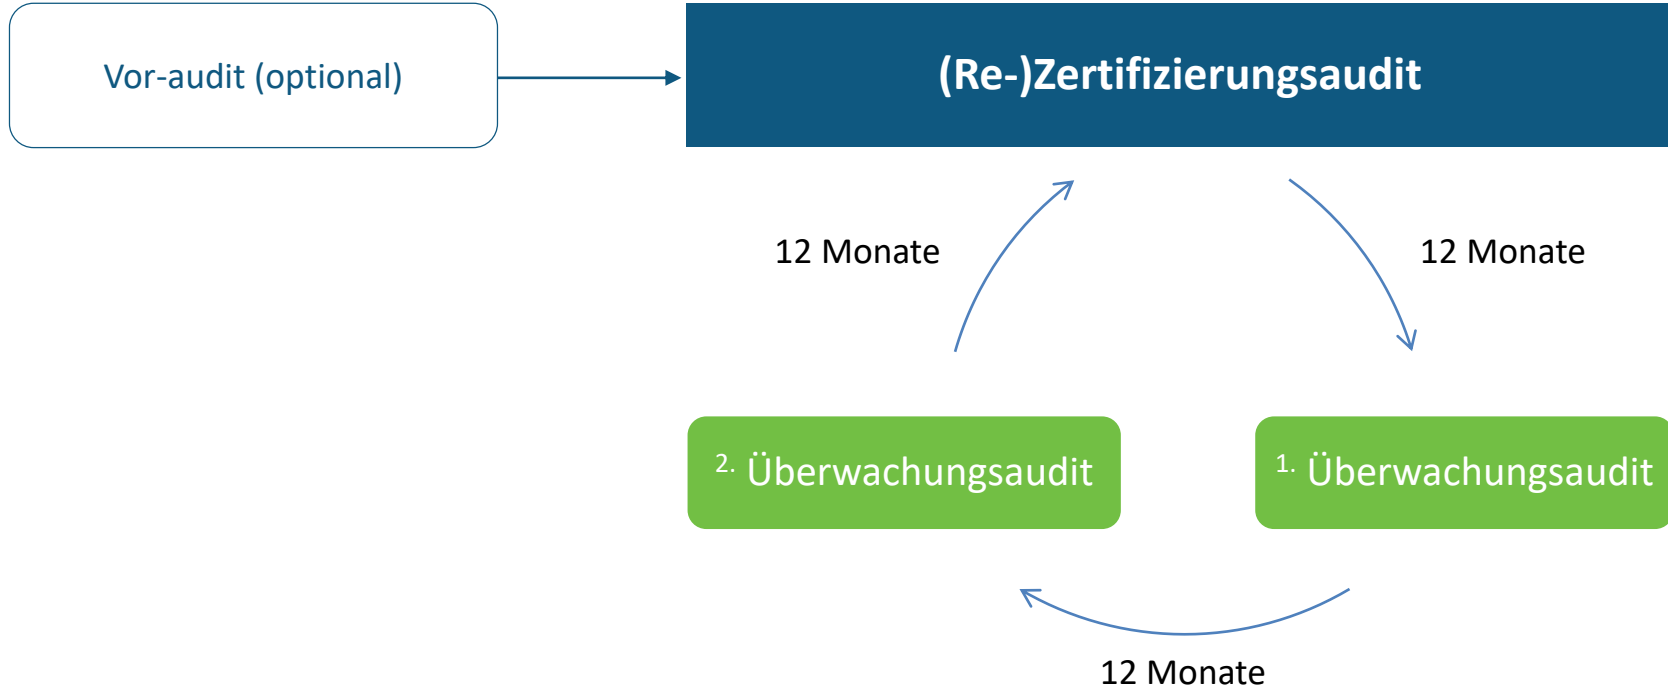 Vor-audit (optional)
(Re-)Zertifizierungsaudit
12 Monate
12 Monate
2. Überwachungsaudit
1. Überwachungsaudit
12 Monate